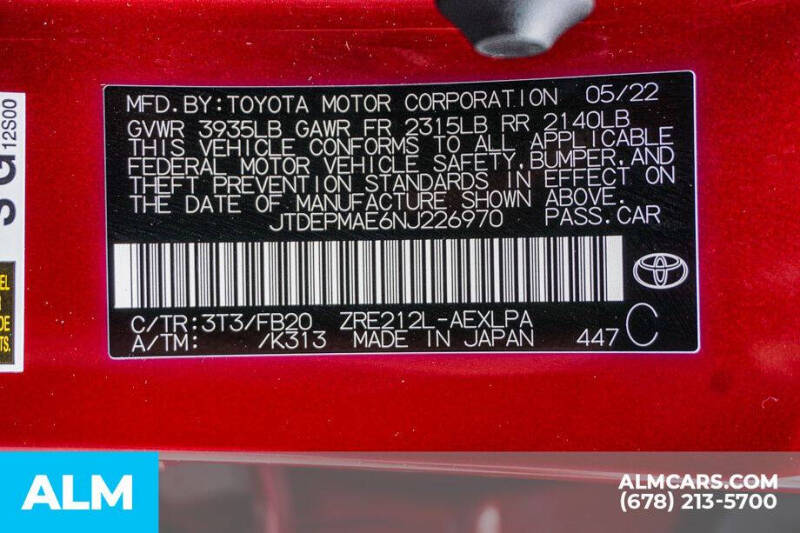 MFD.BY:TOYOTA MOTOR CORPORATION 05/22
GVWR 3935LB GAWR FR 2315LB RR 2140LB
THIS VEHICLE CONFORMS TO ALL APPLICABLE
FEDERAL MOTOR VEHICLE SAFETY,BUMPER,AND
THEFT PREVENTION STANDARDS IN EFFECT ON
THE DATE OF MANUFACTURE SHOWN ABOVE.
JTDEPMAE6NJ226970 PASS.CAR
C/TR:3T3/FB20 ZRE212L-AEXLPA
A/TM: /K313 MADE IN JAPAN 447 C
12S00
ALM
ALMCARS.COM
(678) 213-5700